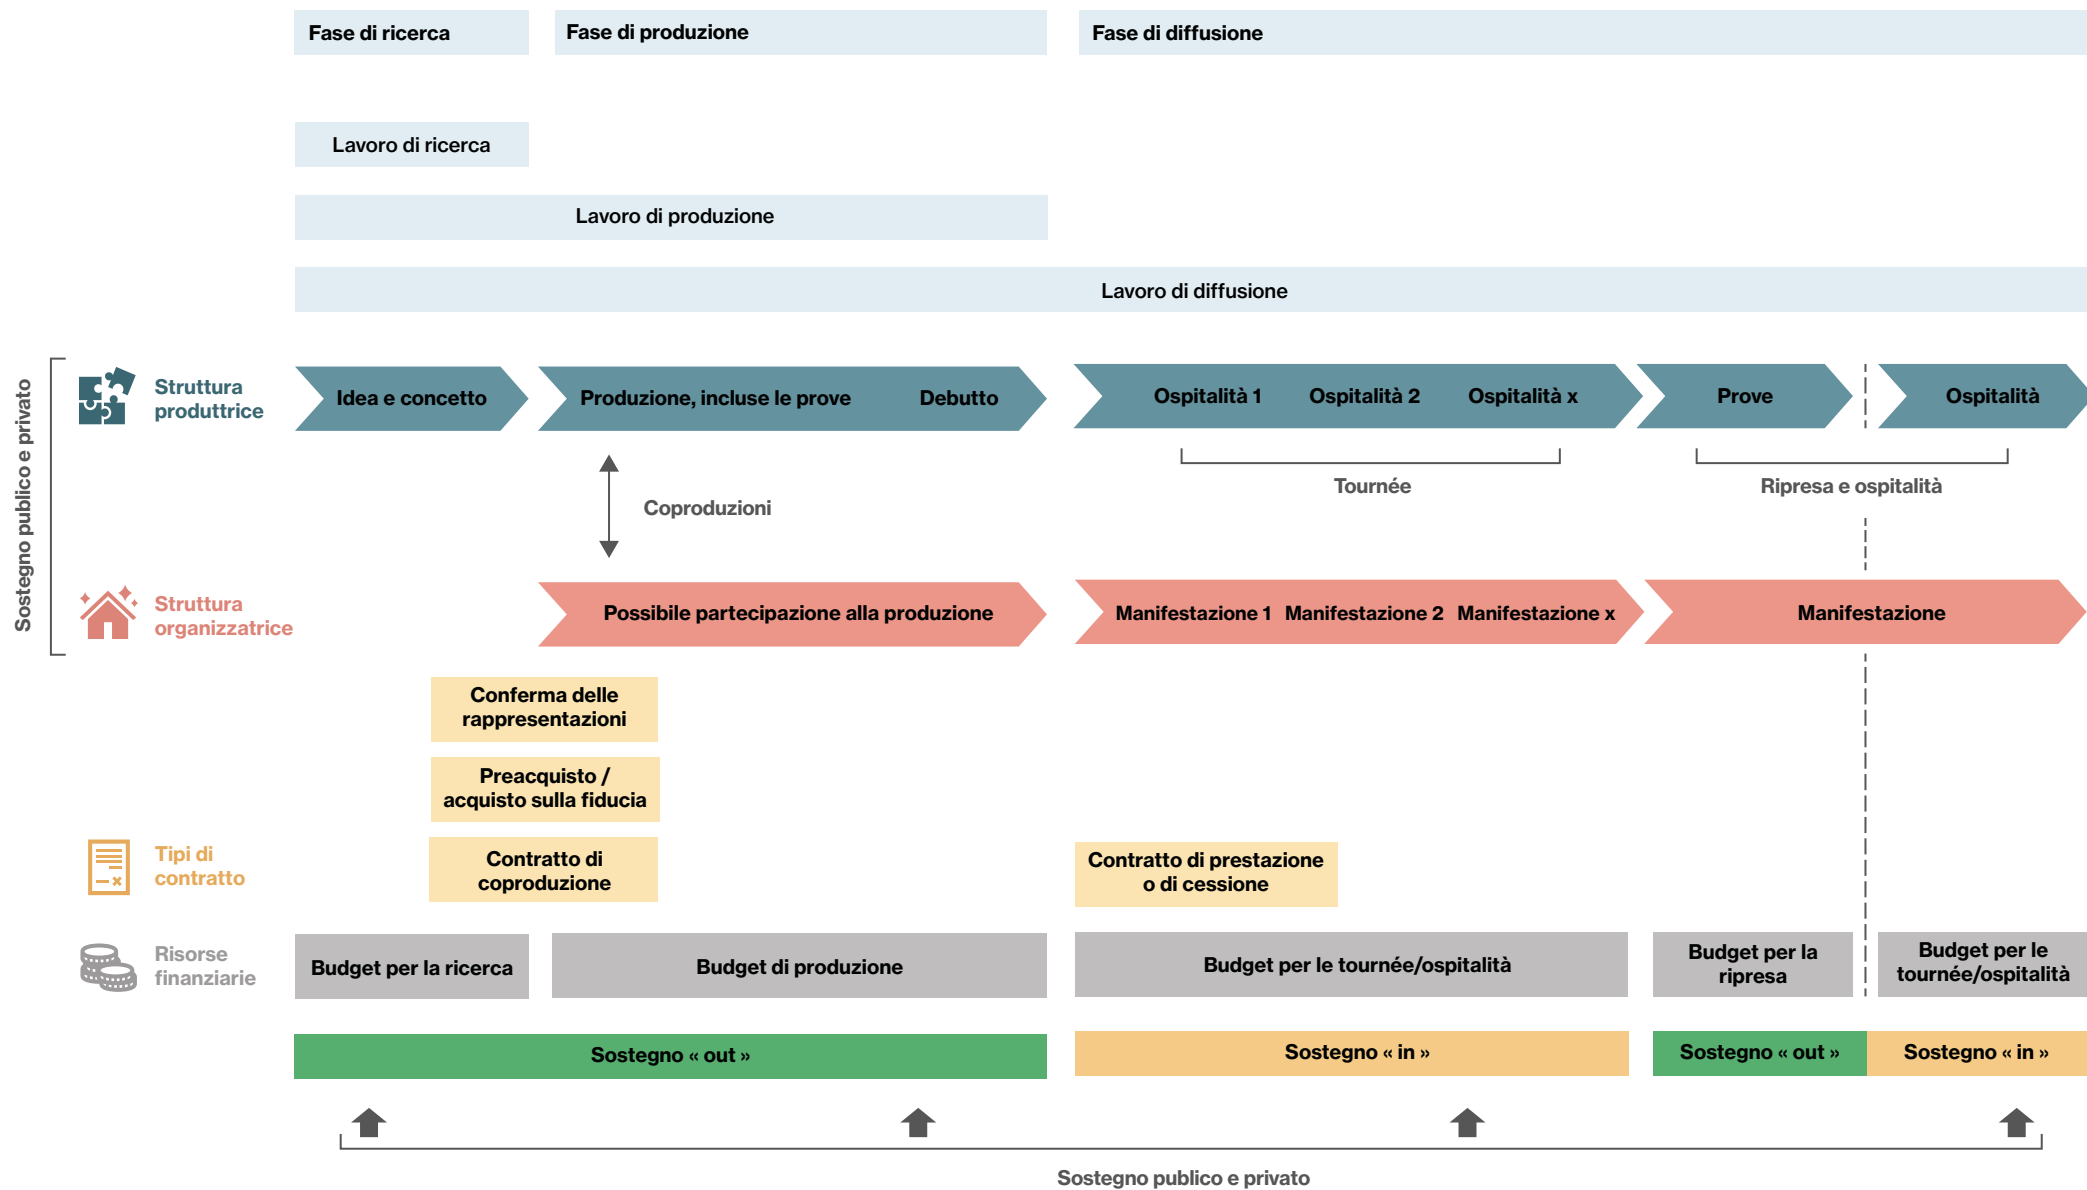 Fase di ricerca
Fase di produzione
Fase di diffusione
Lavoro di ricerca
Lavoro di produzione
Lavoro di diffusione
Sostegno publico e privato
Struttura
produttrice
Idea e concetto
Produzione, incluse le prove
Debutto
Ospitalità 1
Ospitalità 2
Ospitalità x
Prove
Ospitalità
Tournée
Ripresa e ospitalità
Coproduzioni
Struttura
organizzatrice
Possibile partecipazione alla produzione
Manifestazione 1
Manifestazione 2
Manifestazione x
Manifestazione
Conferma delle
rappresentazioni
Preacquisto /
acquisto sulla fiducia
Tipi di
contratto
Contratto di
coproduzione
Contratto di prestazione
o di cessione
Risorse
finanziarie
Budget per la ricerca
Budget di produzione
Budget per le tournée/ospitalità
Budget per la
ripresa
Budget per le
tournée/ospitalità
Sostegno « out »
Sostegno « in »
Sostegno « out »
Sostegno « in »
Sostegno publico e privato